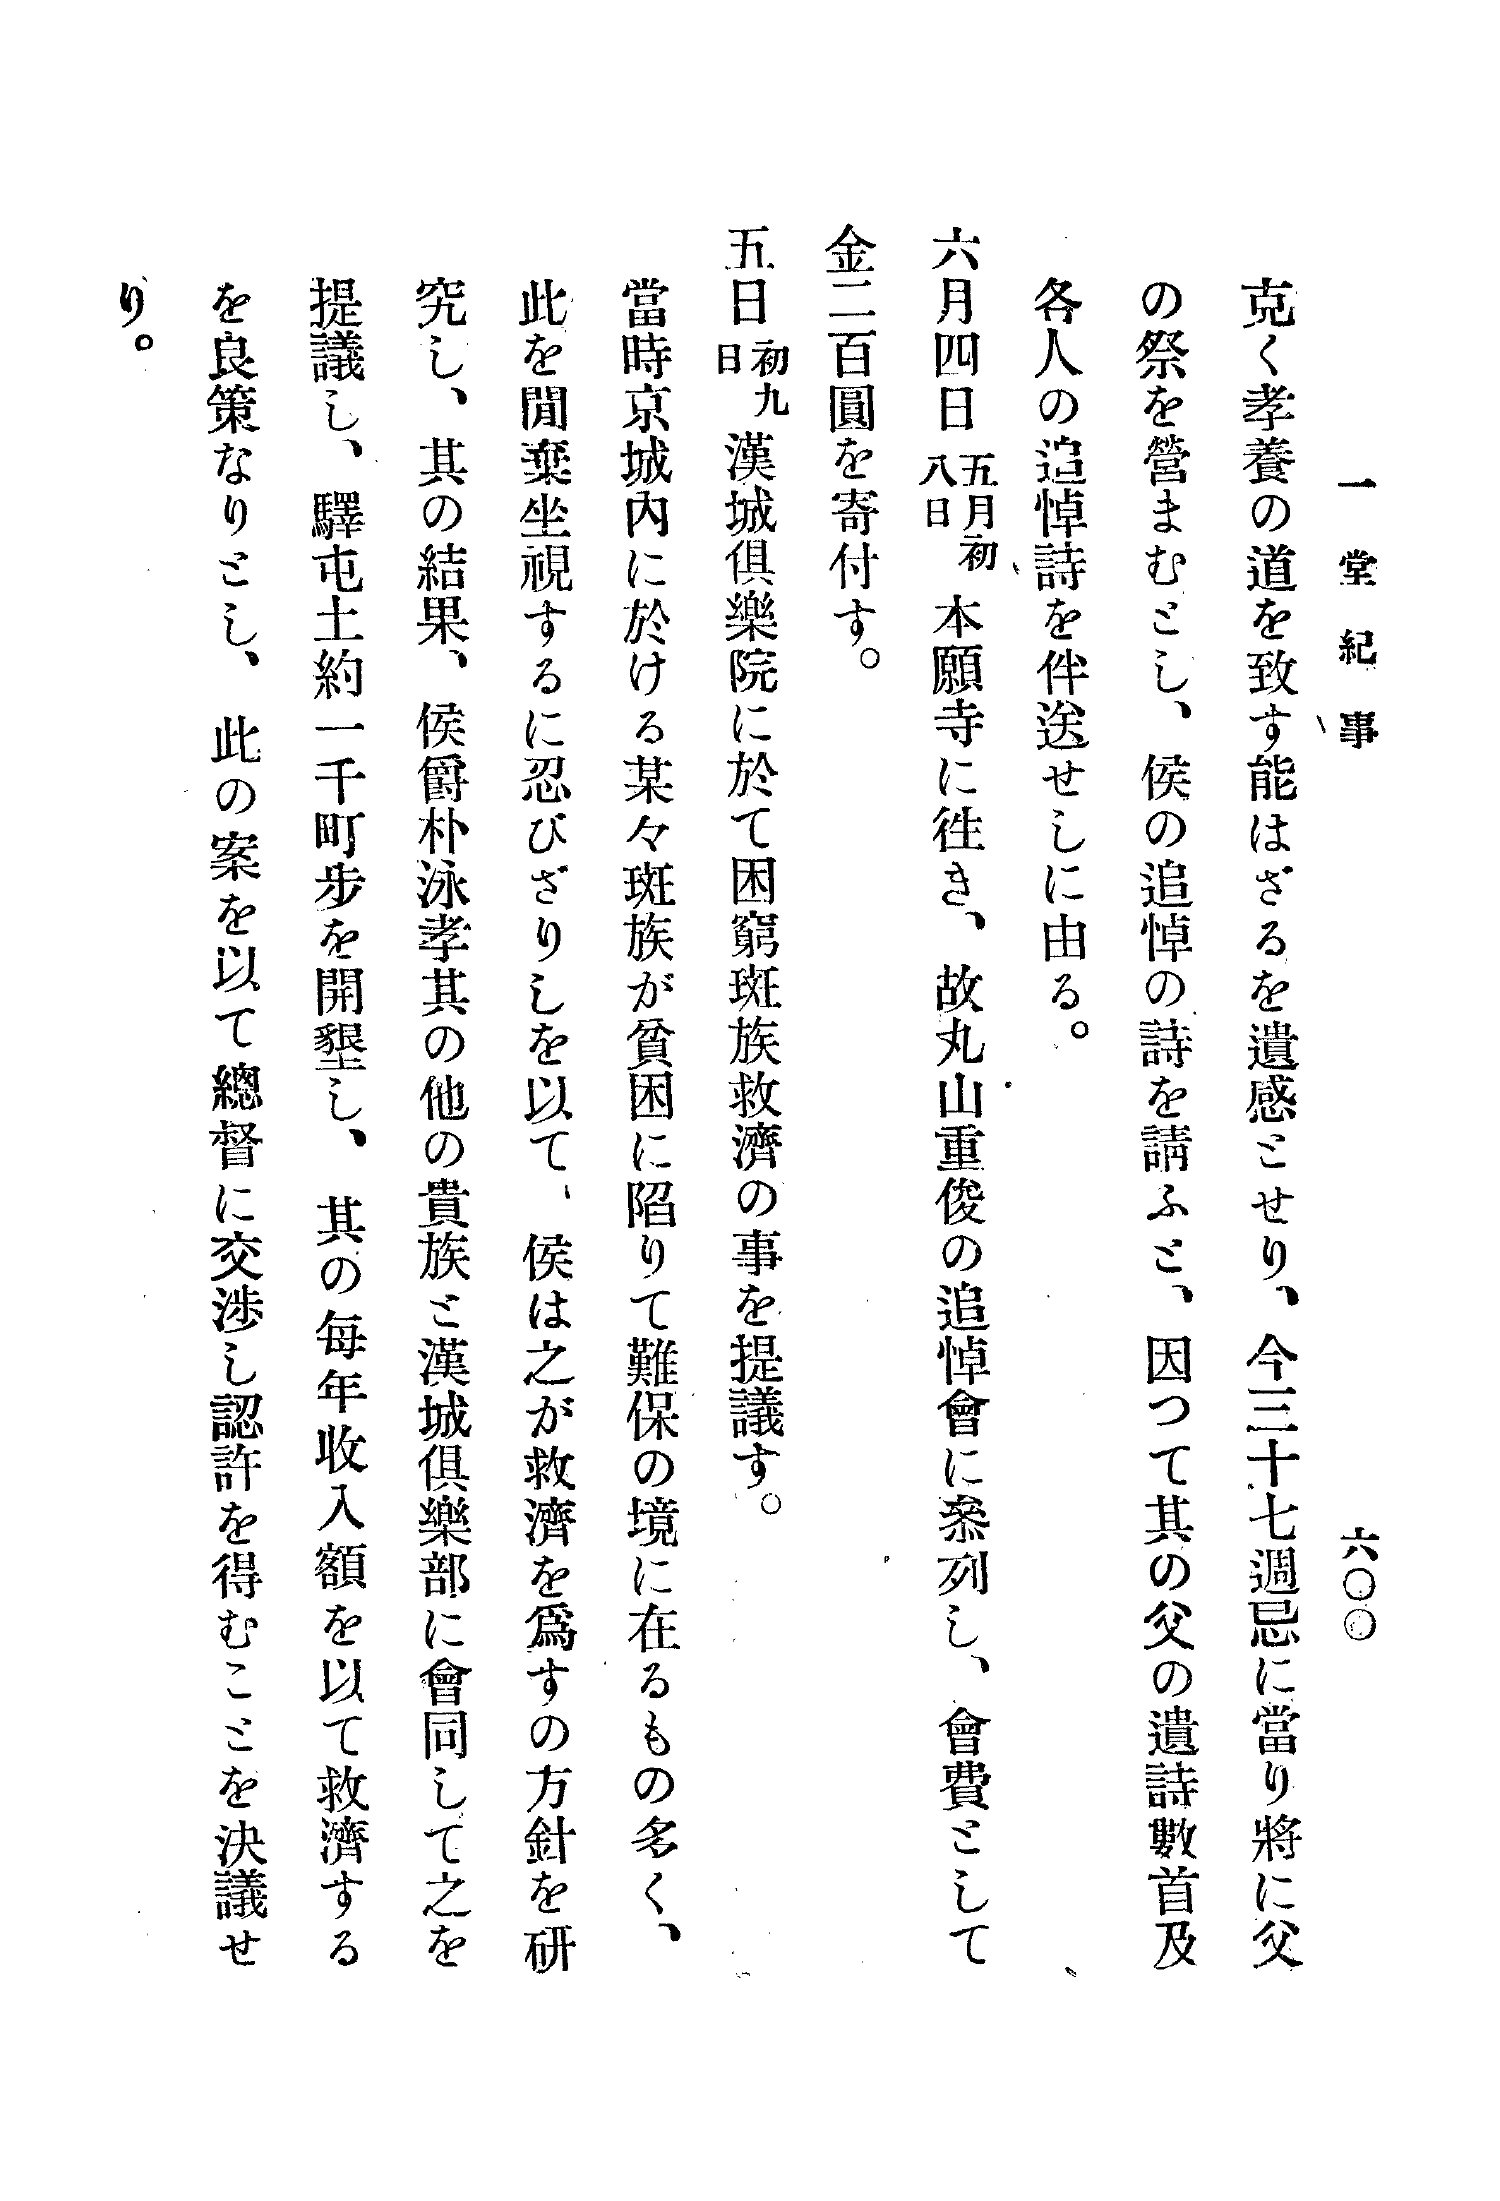 一堂紀事　六〇〇
克く孝養の道を致す能はざるを遺感とせり、今三十七週忌に當り將に父
の祭を營まむとし、侯の追悼の詩を請ふと、因つて其の父の遺詩數首及
各人の追悼詩を伴送せしに由る。
六月四日五月初八日本願寺に徃き、故丸山重俊の追悼會に叅列し、會費として
金二百圓を寄付す。
五日初九日漢城俱樂院に於て困窮斑族救濟の事を提議す。
當時京城內に於ける某々斑族が貧困に陷りて難保の境に在るもの多く、
此を閒棄坐視するに忍びざりしを以て、侯は之が救濟を爲すの方針を硏
究し、其の結果、侯爵朴泳孝其の他の貴族と漢城俱樂部に會同して之を
提議し、驛屯土約一千町步を開墾し、其の每年收入額を以て救濟する
を良策なりとし、此の案を以て總督に交渉し認許を得むことを決議せ
り。